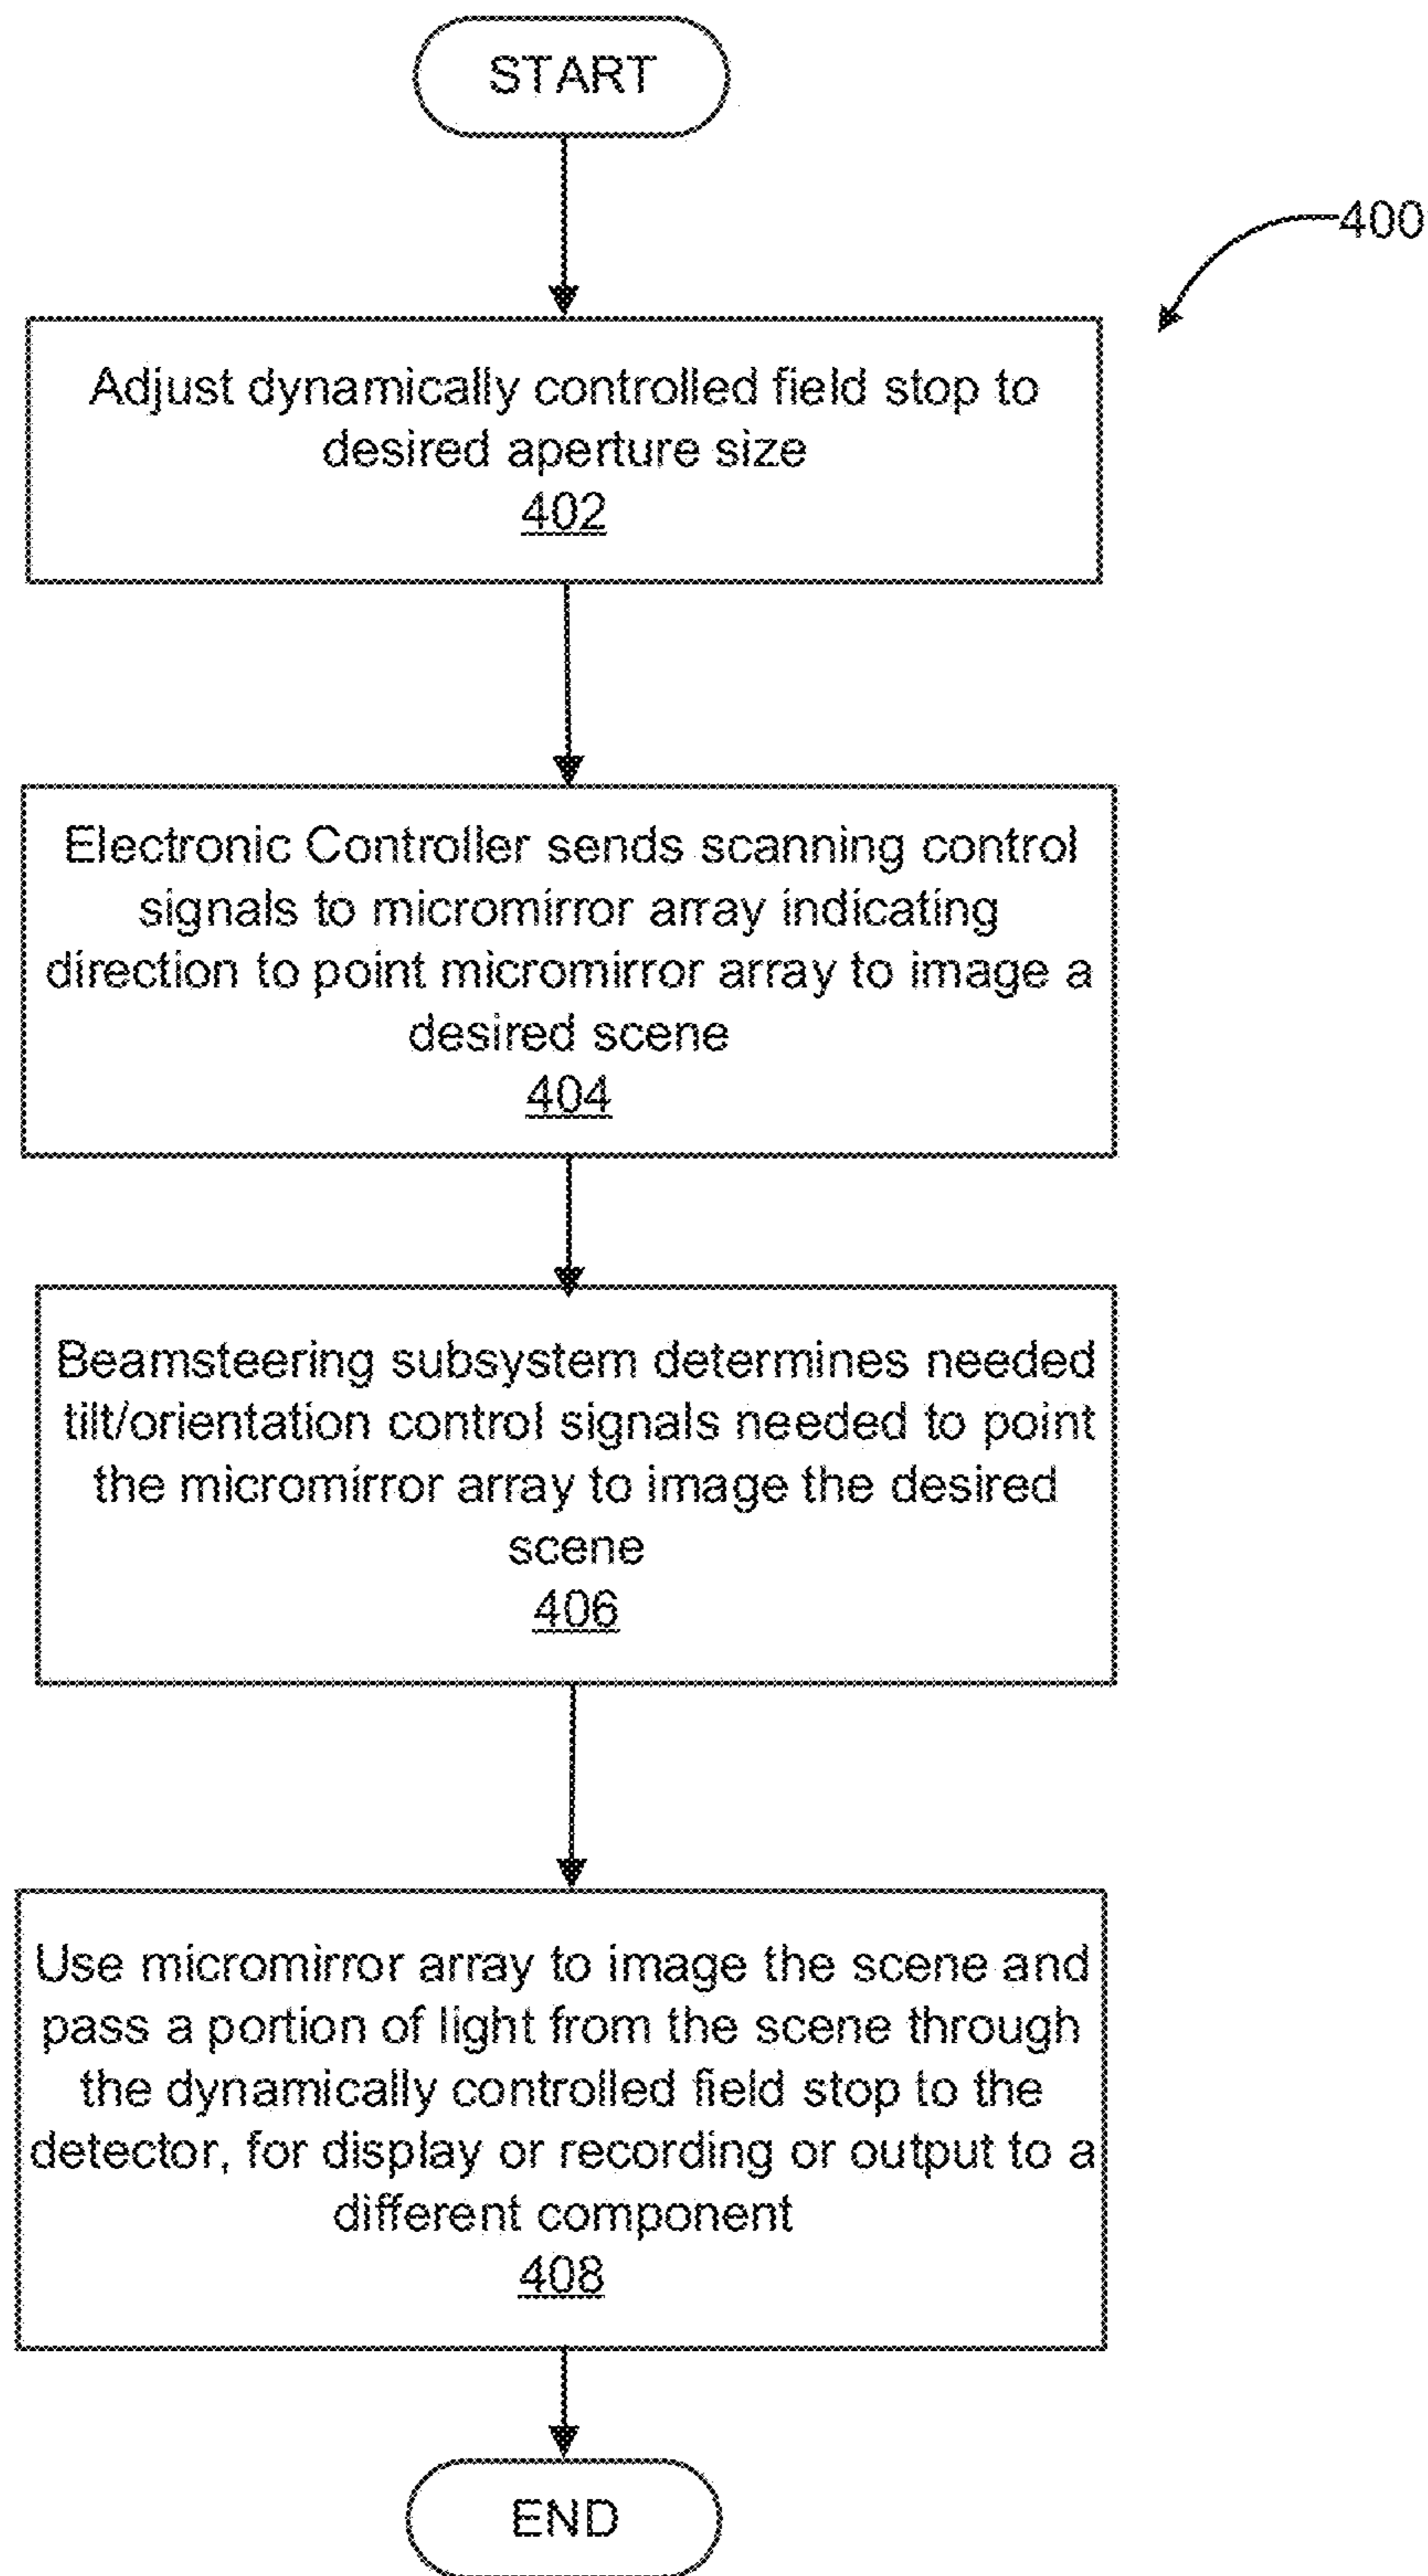 START
400
Adjust dynamically controlled field stop to
desired aperture size
402
Electronic Controller sends scanning control
signals to micromirror array indicating
direction to point micromirror array to image a
desired scene
404
Beamsteering subsystem determines needed
tilt/orientation control signals needed to point
the micromirror array to image the desired
scene
406
Use micromirror array to image the scene and
pass a portion of light from the scene through
the dynamically controlled field stop to the
detector, for display or recording or output to a
different component
408
END